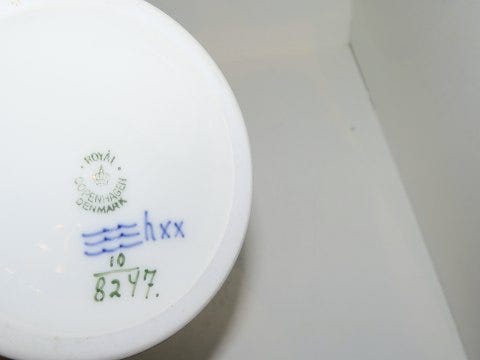 ROYAL
COPENHAGEN
DENMARK
hxx
10
8247.